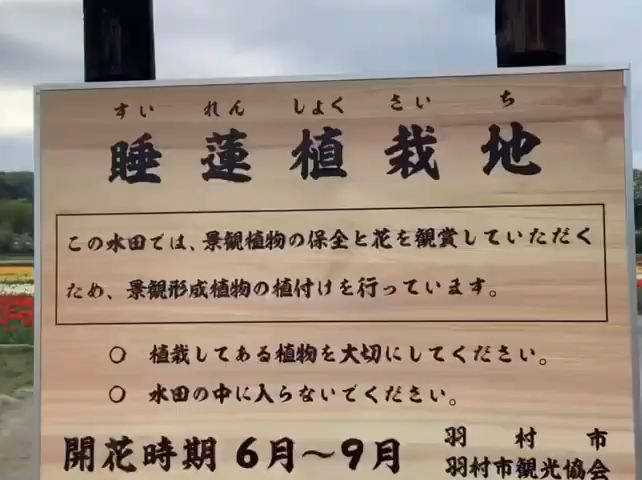 すい れん しょく さい ち
睡蓮植栽地
この水田では、景観植物の保全と花を観賞していただく
ため、景観形成植物の植付けを行っています。
○ 植栽してある植物を大切にしてください。
○ 水田の中に入らないでください。
開花時期 6月～9月
羽村市
羽村市観光協会